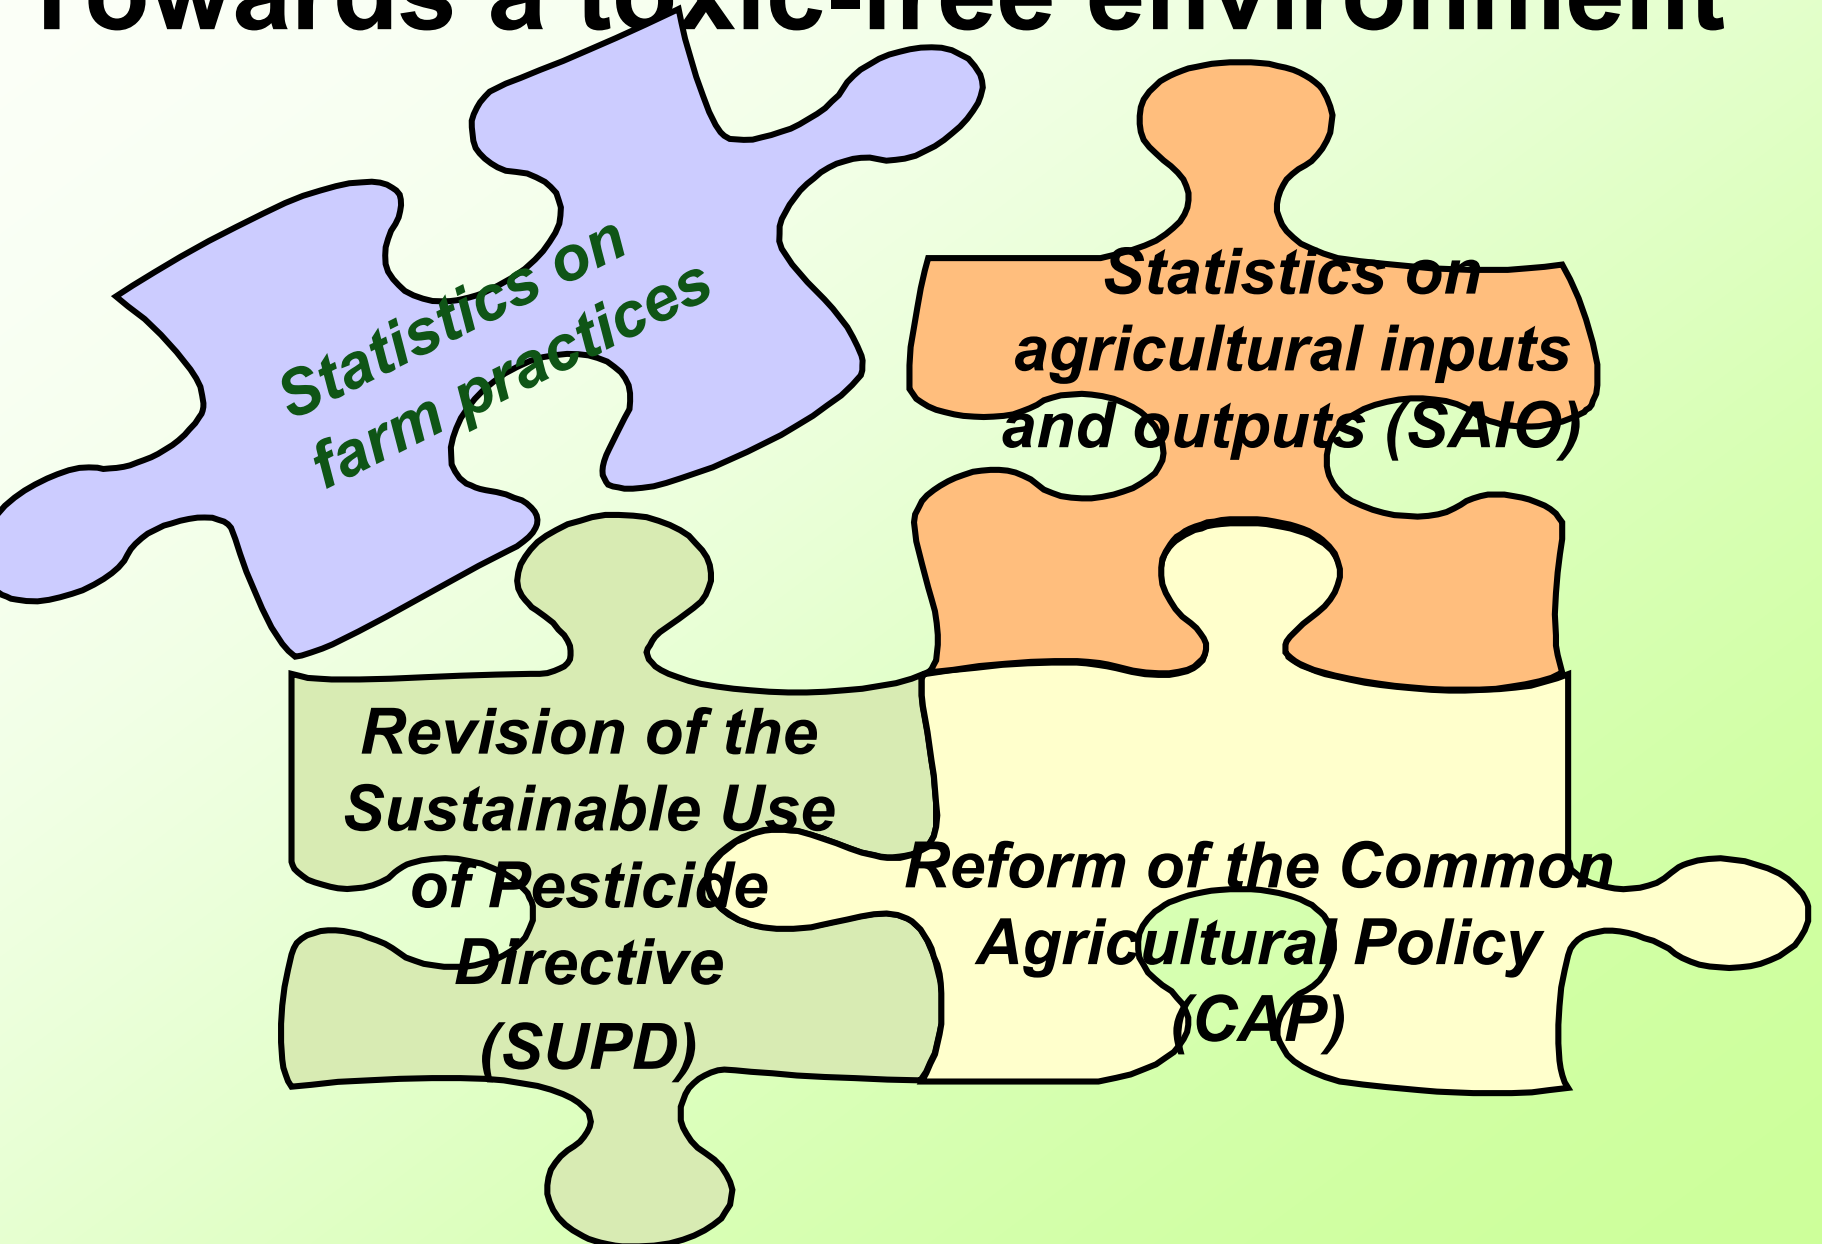 Towards a toxic-free environment
Statistics on
farm practices
Statistics on
agricultural inputs
and outputs (SAIO)
Revision of the
Sustainable Use
of Pesticide
Directive
(SUPD)
Reform of the Common
Agricultural Policy
(CAP)